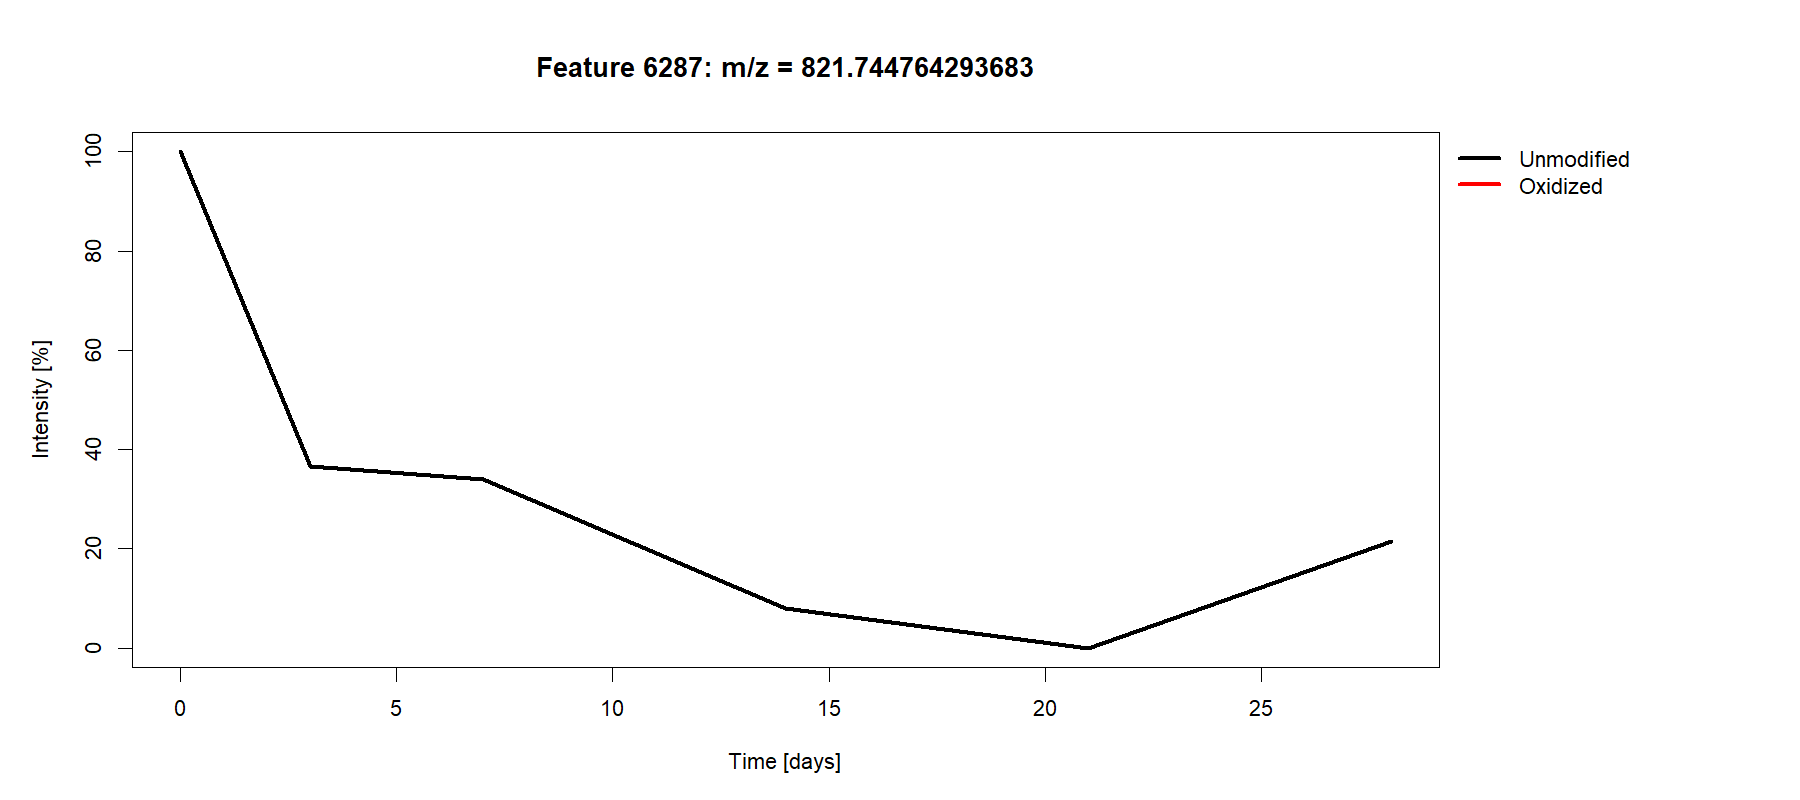 Feature 6287: m/z = 821.744764293683
Unmodified
Oxidized
Intensity [%]
100
80
60
40
20
0
0 5 10 15 20 25
Time [days]